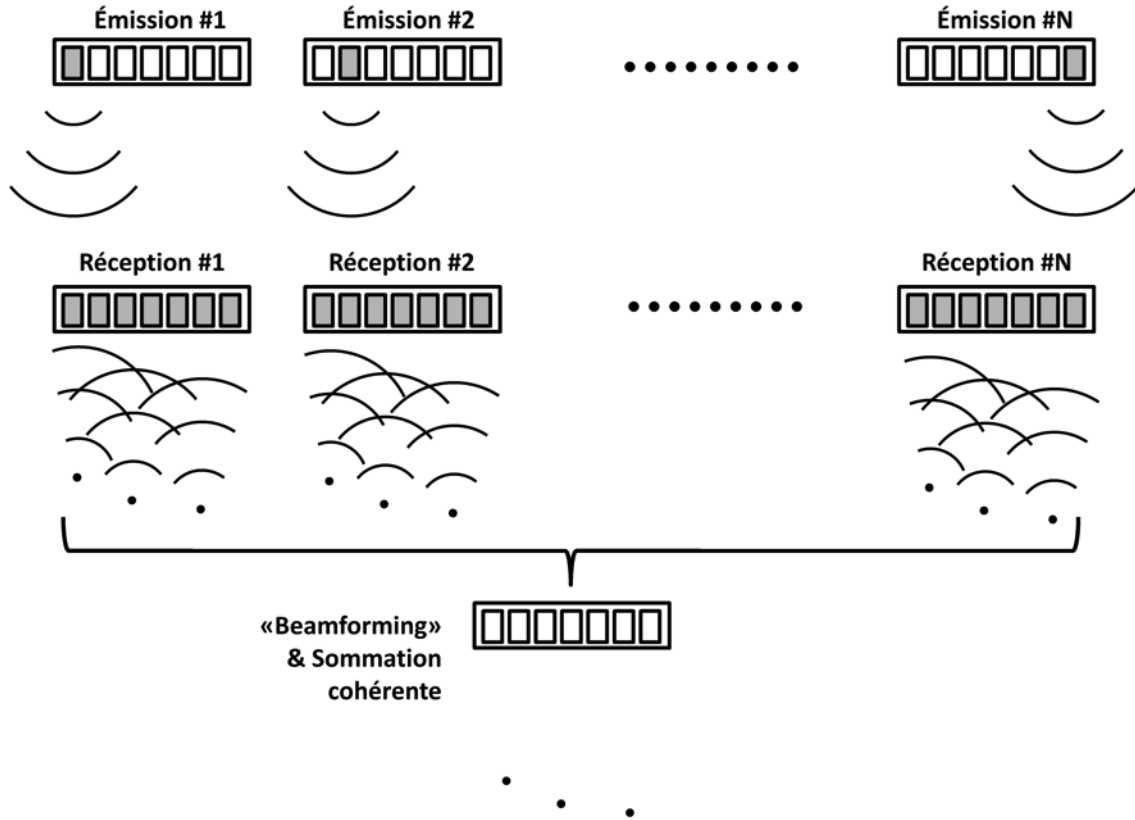 Émission #1
Émission #2
Émission #N
Réception #1
Réception #2
Réception #N
«Beamforming»
& Sommation
cohérente